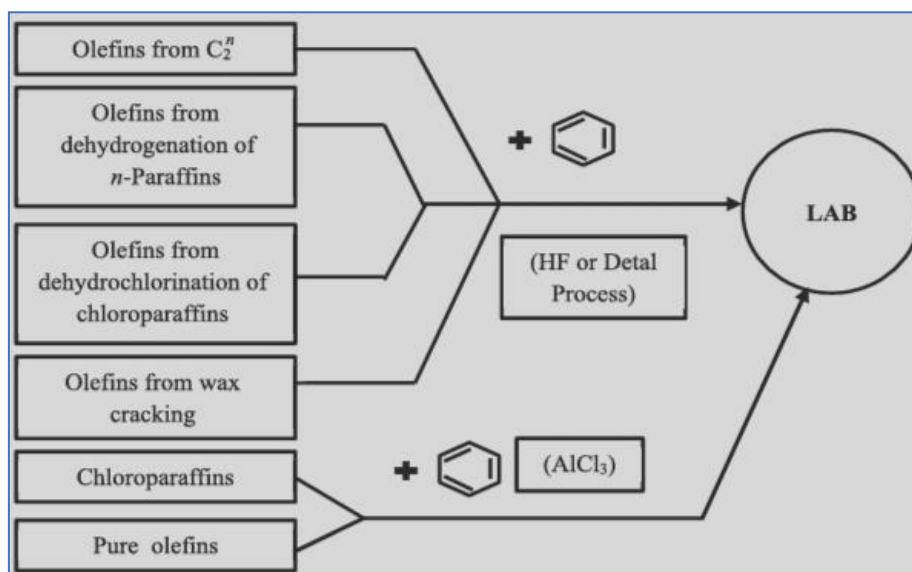 Olefins from C₂ⁿ
Olefins from
dehydrogenation of
n-Paraffins
Olefins from
dehydrochlorination of
chloroparaffins
Olefins from wax
cracking
Chloroparaffins
Pure olefins
+
(HF or Detal
Process)
+
(AlCl₃)
LAB